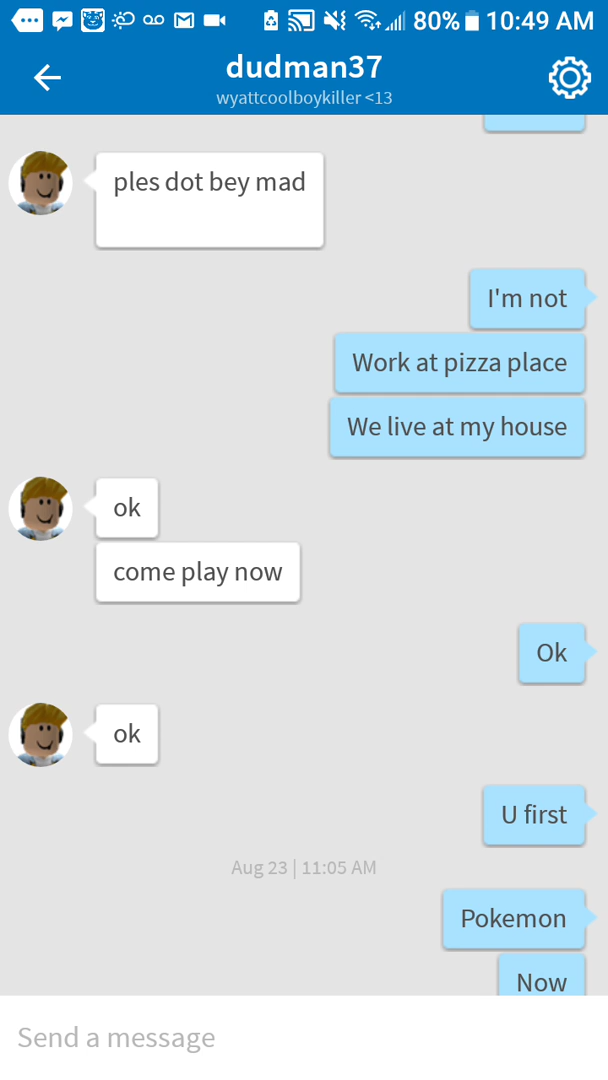 80% 10:49 AM
dudman37
wyattcoolboykiller <13
ples dot bey mad
I'm not
Work at pizza place
We live at my house
ok
come play now
Ok
ok
U first
Aug 23 | 11:05 AM
Pokemon
Now
Send a message